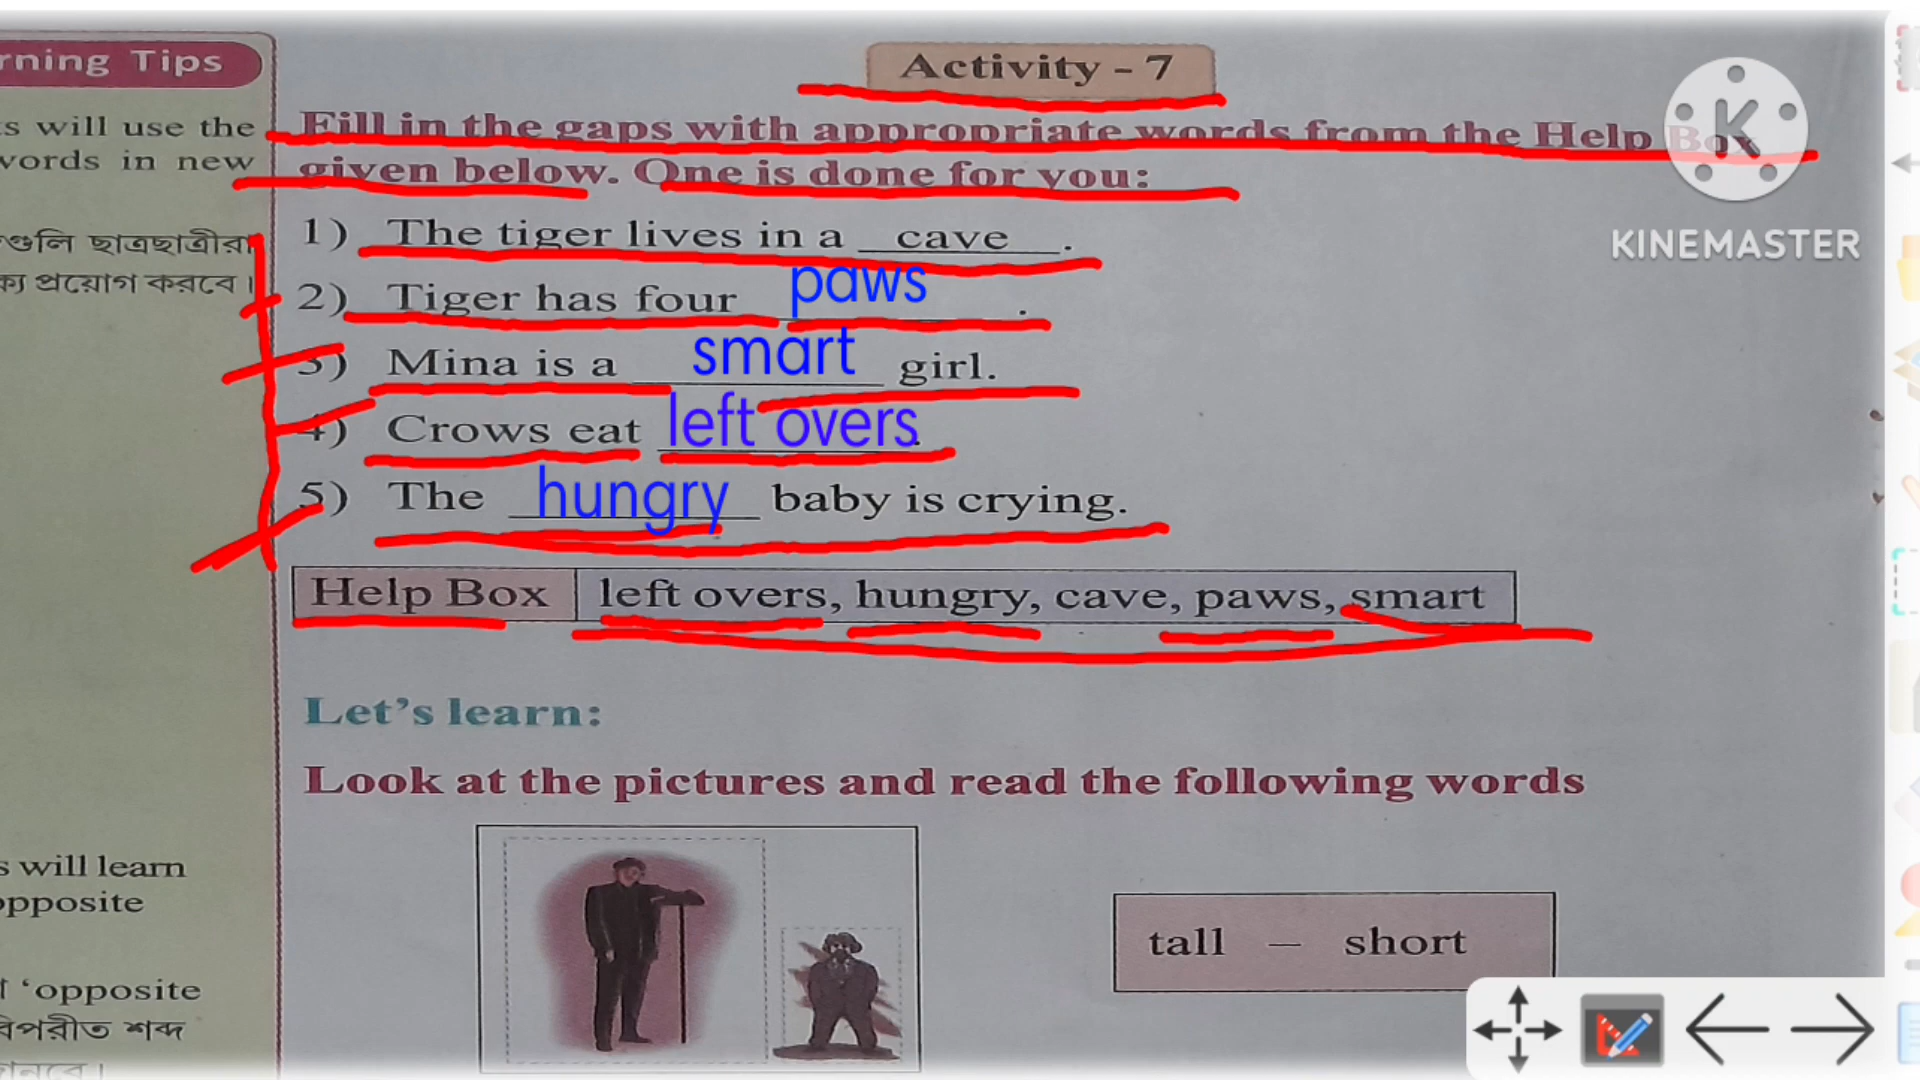 rning Tips
Activity - 7
s will use the
words in new
Fill in the gaps with appropriate words from the Help Box
given below. One is done for you:
গুলি ছাত্রছাত্রীরা
ক্য প্রয়োগ করবে।
1) The tiger lives in a cave.
2) Tiger has four paws.
3) Mina is a smart girl.
4) Crows eat left overs.
5) The hungry baby is crying.
KINEMASTER
Help Box left overs, hungry, cave, paws, smart
Let's learn:
Look at the pictures and read the following words
s will learn
opposite
tall – short
'opposite
বিপরীত শব্দ